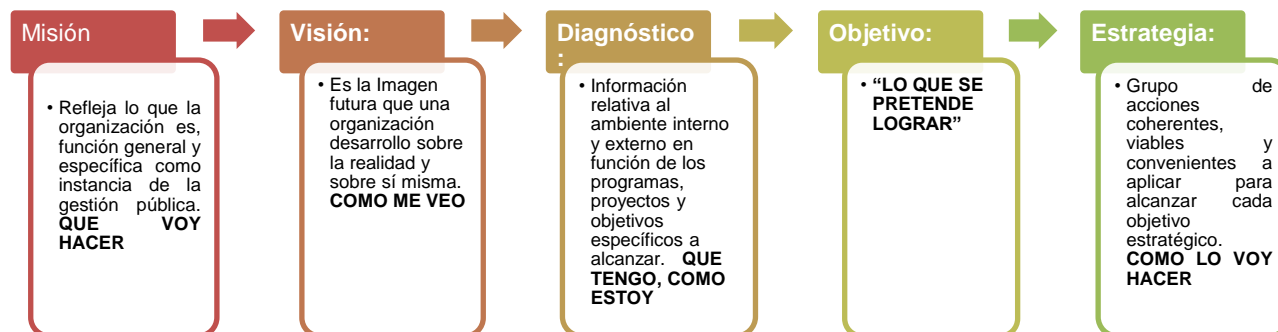 Misión
• Refleja lo que la
organización es,
función general y
específica como
instancia de la
gestión pública.
QUE VOY
HACER
Visión:
• Es la Imagen
futura que una
organización
desarrollo sobre
la realidad y
sobre sí misma.
COMO ME VEO
Diagnóstico
:
• Información
relativa al
ambiente interno
y externo en
función de los
programas,
proyectos y
objetivos
específicos a
alcanzar. QUE
TENGO, COMO
ESTOY
Objetivo:
• “LO QUE SE
PRETENDE
LOGRAR”
Estrategia:
• Grupo de
acciones
coherentes,
viables y
convenientes a
aplicar para
alcanzar cada
objetivo
estratégico.
COMO LO VOY
HACER